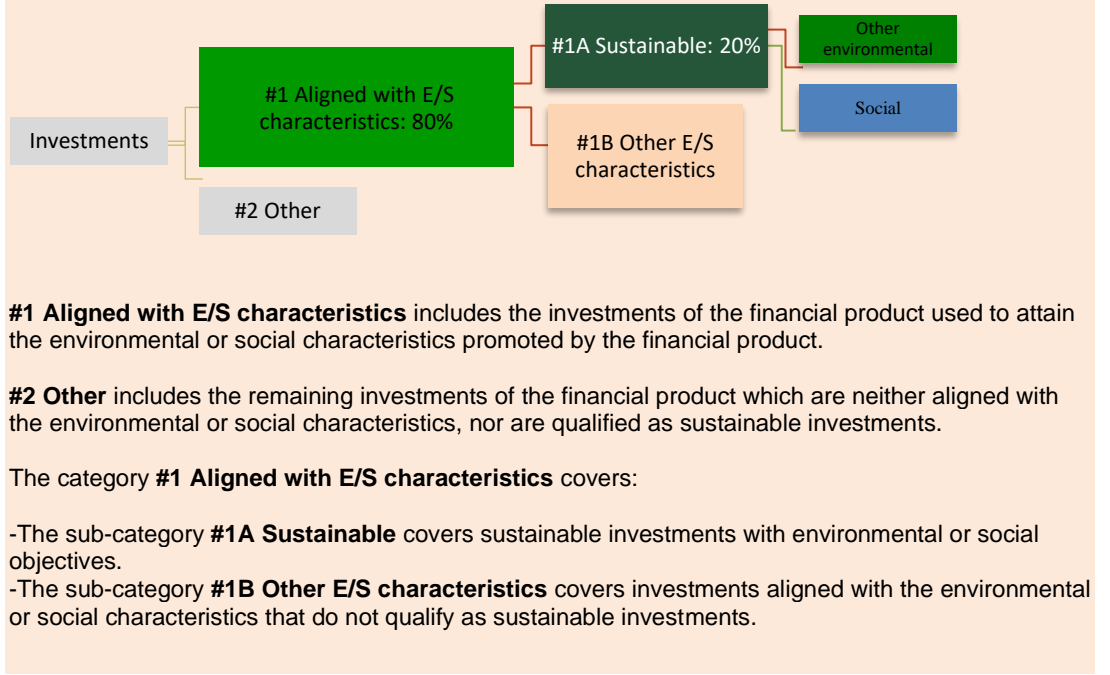 Investments
#1 Aligned with E/S
characteristics: 80%
#2 Other
#1A Sustainable: 20%
#1B Other E/S
characteristics
Other
environmental
Social
#1 Aligned with E/S characteristics includes the investments of the financial product used to attain
the environmental or social characteristics promoted by the financial product.
#2 Other includes the remaining investments of the financial product which are neither aligned with
the environmental or social characteristics, nor are qualified as sustainable investments.
The category #1 Aligned with E/S characteristics covers:
-The sub-category #1A Sustainable covers sustainable investments with environmental or social
objectives.
-The sub-category #1B Other E/S characteristics covers investments aligned with the environmental
or social characteristics that do not qualify as sustainable investments.